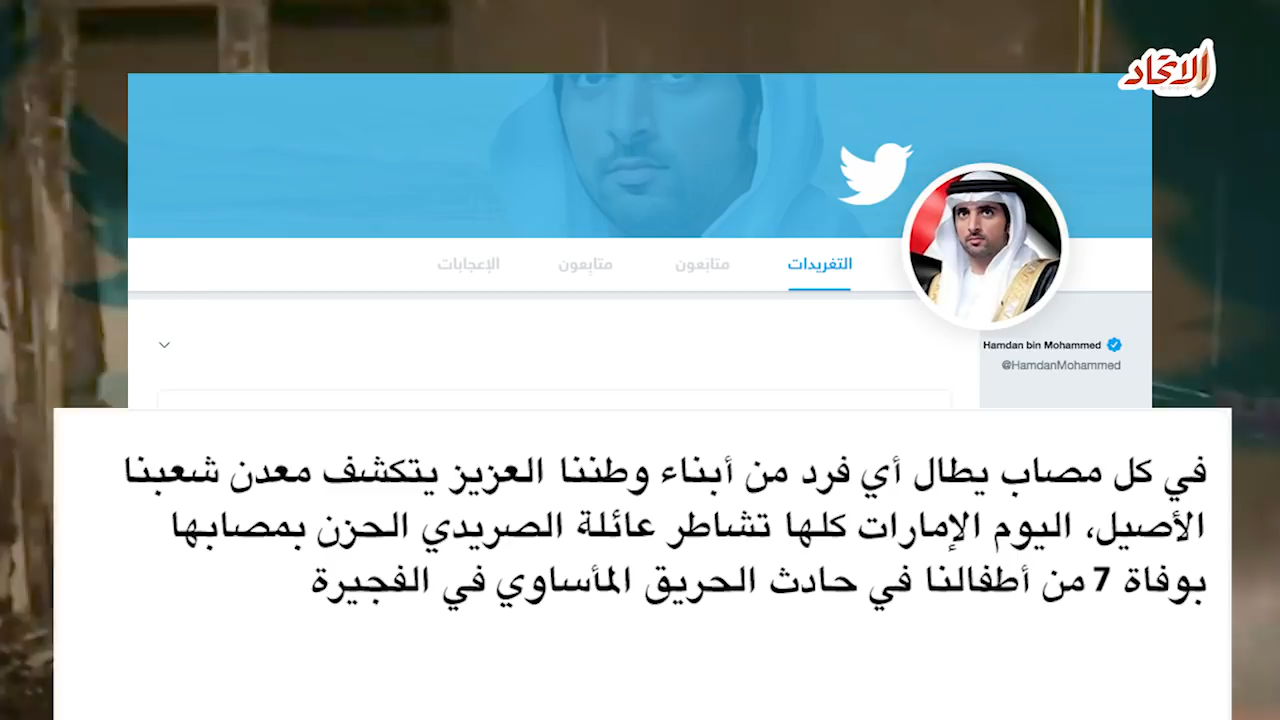 الاتحاد
التغريدات متابَعون متابِعون الإعجابات
Hamdan bin Mohammed
@HamdanMohammed
في كل مصاب يطال أي فرد من أبناء وطننا العزيز يتكشف معدن شعبنا
الأصيل، اليوم الإمارات كلها تشاطر عائلة الصريدي الحزن بمصابها
بوفاة 7 من أطفالنا في حادث الحريق المأساوي في الفجيرة